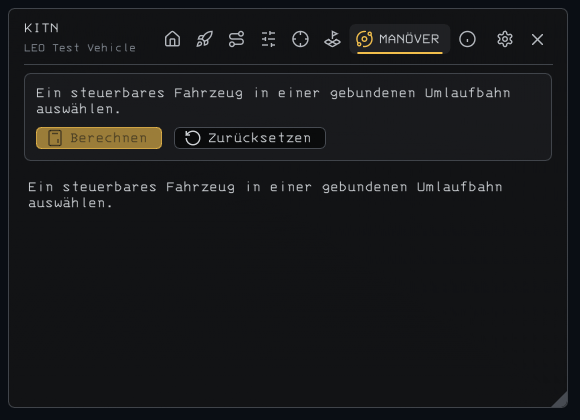 KITN
LEO Test Vehicle
MANÖVER
Ein steuerbares Fahrzeug in einer gebundenen Umlaufbahn
auswählen.
Berechnen
Zurücksetzen
Ein steuerbares Fahrzeug in einer gebundenen Umlaufbahn
auswählen.